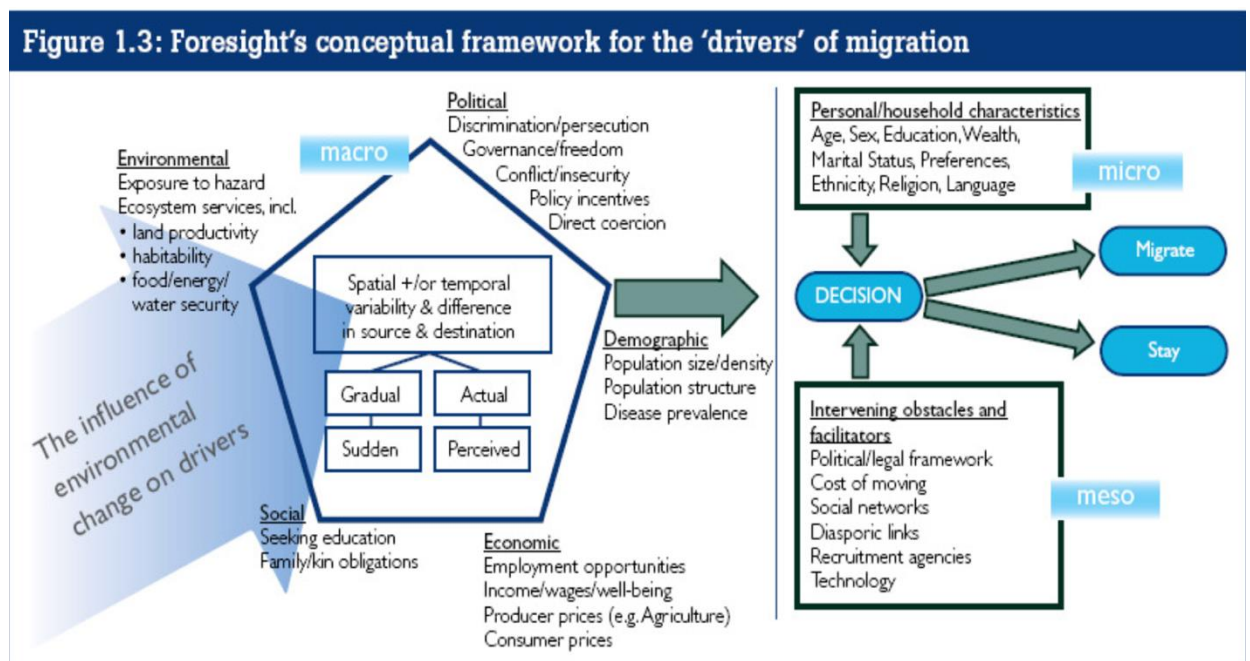 Figure 1.3: Foresight's conceptual framework for the 'drivers' of migration
Political
Discrimination/persecution
Governance/freedom
Conflict/insecurity
Policy incentives
Direct coercion
macro
Environmental
Exposure to hazard
Ecosystem services, incl.
• land productivity
• habitability
• food/energy/
water security
Spatial +/or temporal
variability & difference
in source & destination
Gradual
Actual
Sudden
Perceived
The influence of
environmental
change on drivers
Demographic
Population size/density
Population structure
Disease prevalence
Social
Seeking education
Family/kin obligations
Economic
Employment opportunities
Income/wages/well-being
Producer prices (e.g. Agriculture)
Consumer prices
Personal/household characteristics
Age, Sex, Education, Wealth,
Marital Status, Preferences,
Ethnicity, Religion, Language
micro
DECISION
Migrate
Stay
Intervening obstacles and
facilitators
Political/legal framework
Cost of moving
Social networks
Diasporic links
Recruitment agencies
Technology
meso